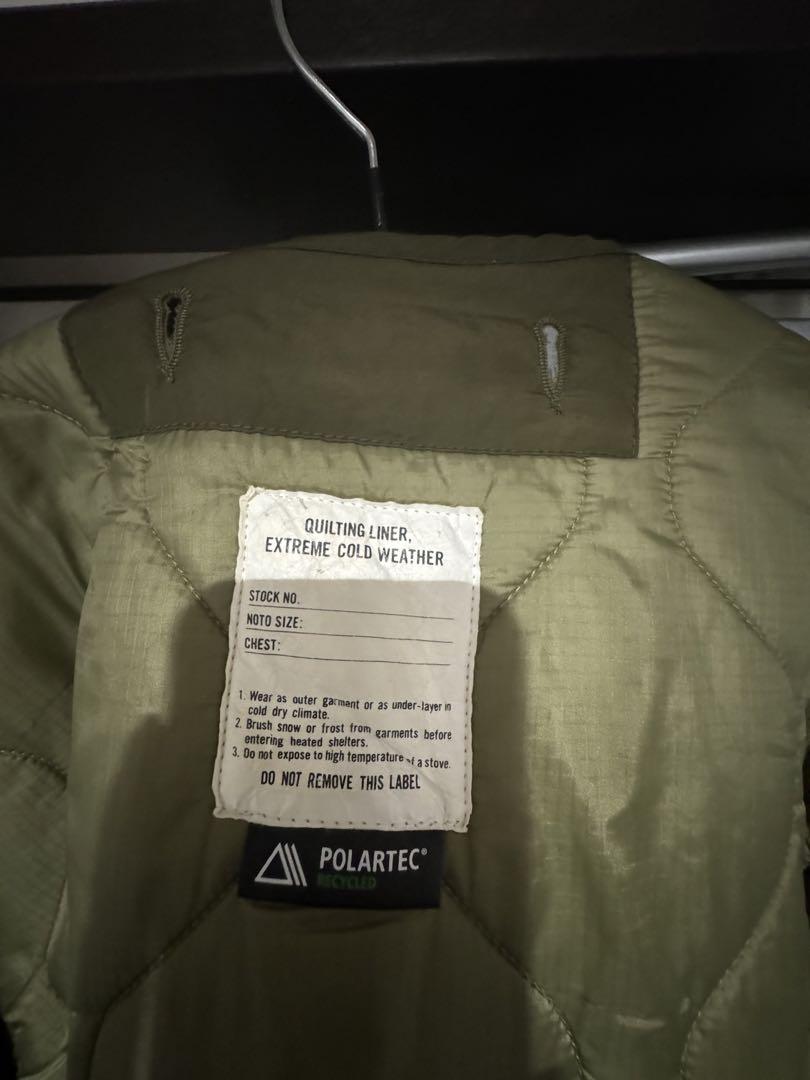 QUILTING LINER,
EXTREME COLD WEATHER
STOCK NO.
NOTO SIZE:
CHEST:
1. Wear as outer garment or as under-layer in
cold dry climate.
2. Brush snow or frost from garments before
entering heated shelters.
3. Do not expose to high temperature of a stove.
DO NOT REMOVE THIS LABEL
POLARTEC®
RECYCLED